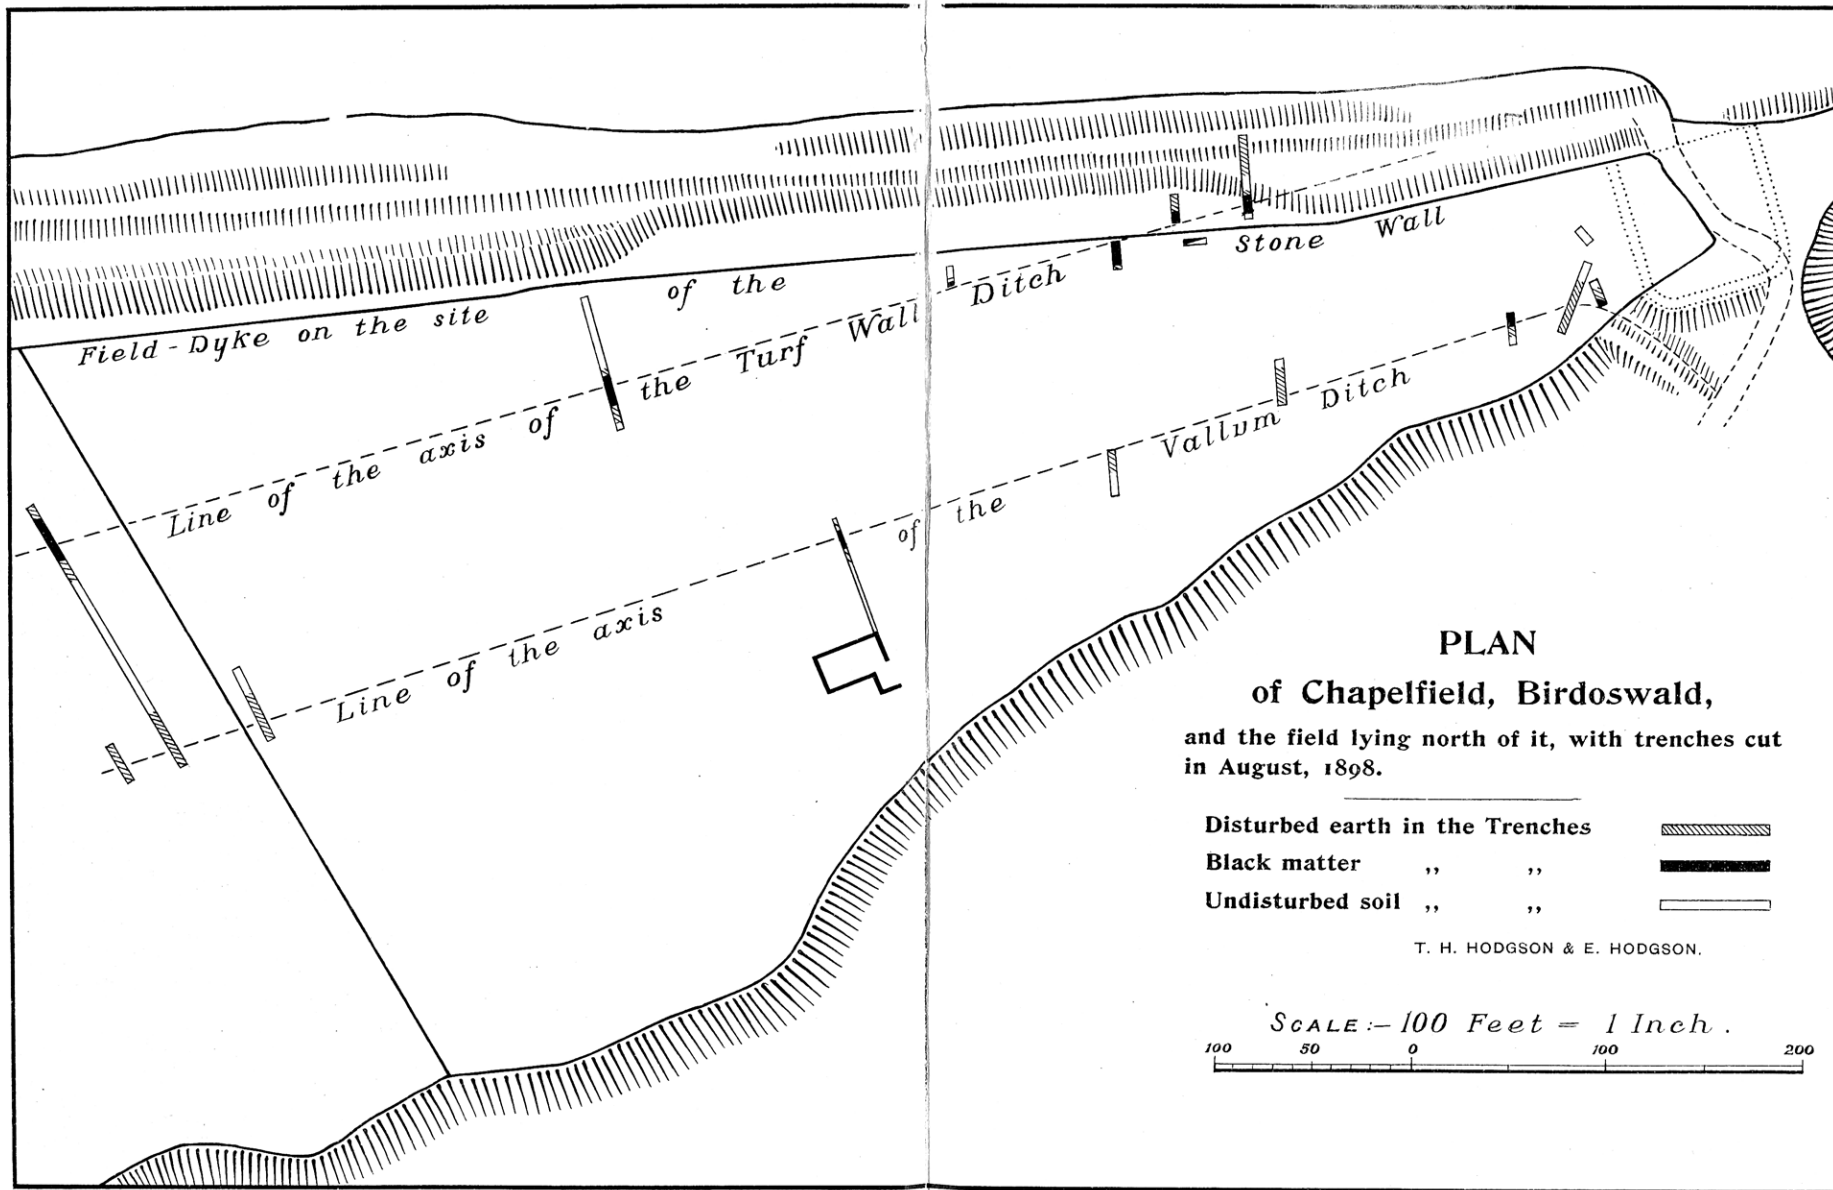 Field-Dyke on the site of the Stone Wall
Line of the axis of the Turf Wall Ditch
Line of the axis of the Vallum Ditch
PLAN
of Chapelfield, Birdoswald,
and the field lying north of it, with trenches cut
in August, 1898.
Disturbed earth in the Trenches
Black matter ,, ,,
Undisturbed soil ,, ,,
T. H. HODGSON & E. HODGSON.
SCALE:- 100 Feet = 1 Inch.
100 50 0 100 200